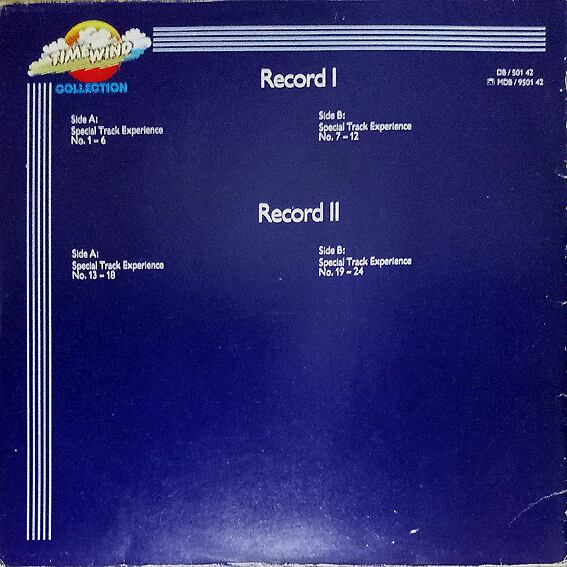 TIMEWIND
COLLECTION
DB / 501 42
MDB / 9501 42
Record I
Side A:
Special Track Experience
No. 1 – 6
Side B:
Special Track Experience
No. 7 – 12
Record II
Side A:
Special Track Experience
No. 13 – 18
Side B:
Special Track Experience
No. 19 – 24